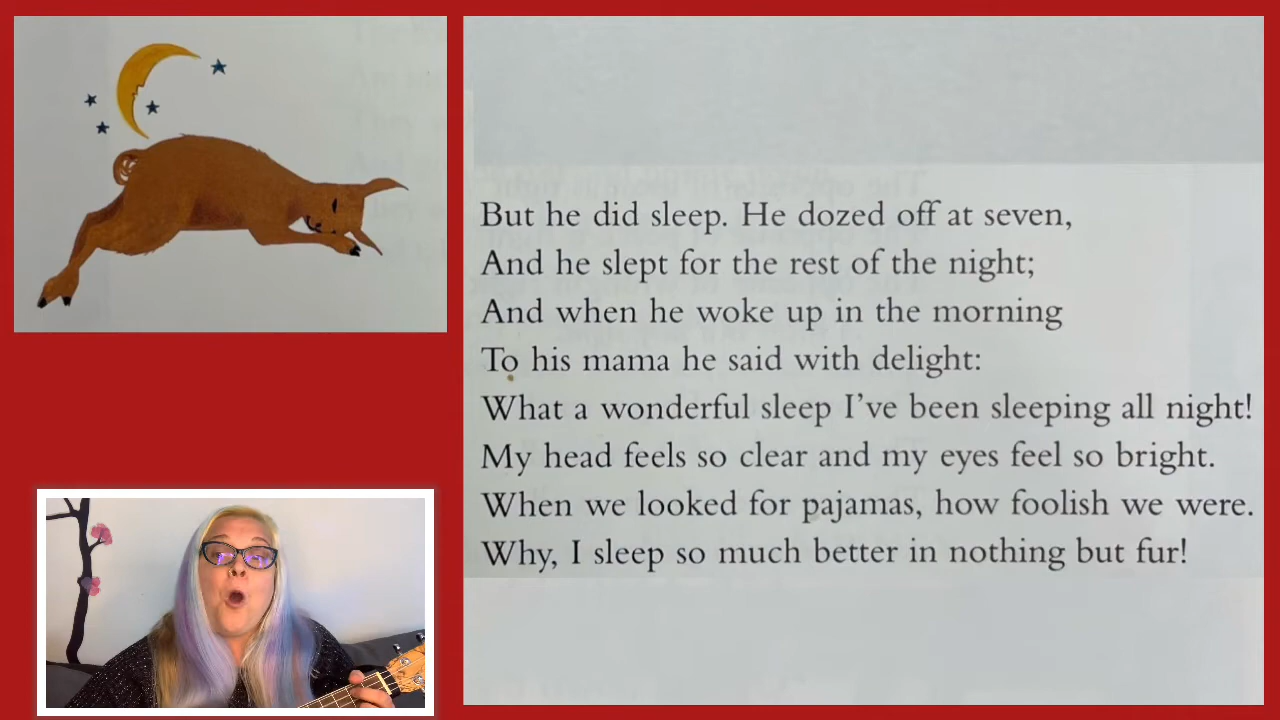 But he did sleep. He dozed off at seven,
And he slept for the rest of the night;
And when he woke up in the morning
To his mama he said with delight:
What a wonderful sleep I've been sleeping all night!
My head feels so clear and my eyes feel so bright.
When we looked for pajamas, how foolish we were.
Why, I sleep so much better in nothing but fur!